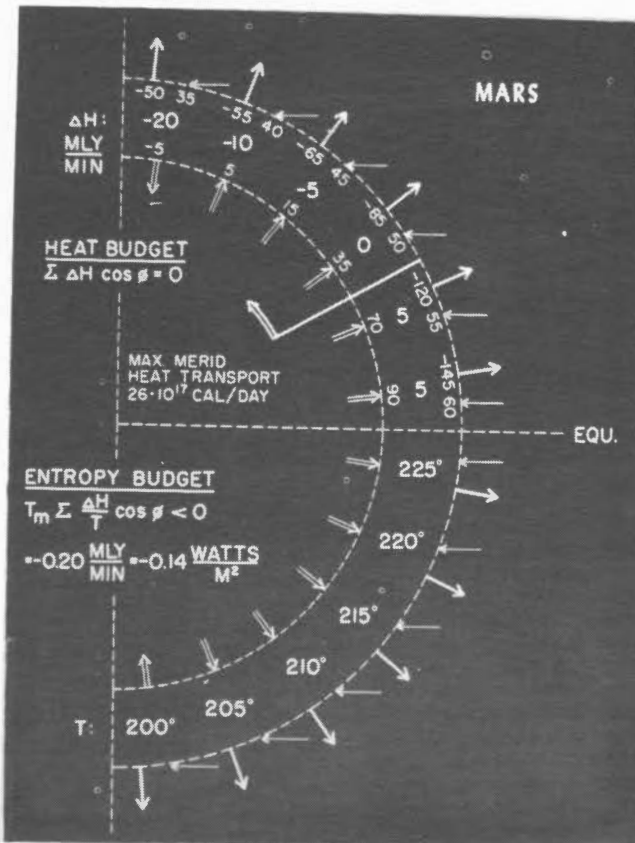 MARS
-50 35 -55 40 -65 45 -85 50 -120 55 -145 60
ΔH:
-20 -10 -5 0 5 5
MLY
MIN
-5 5 15 35 70 90
HEAT BUDGET
Σ ΔH cos ø = 0
MAX. MERID
HEAT TRANSPORT
26·10¹⁷ CAL/DAY
EQU.
ENTROPY BUDGET
Tm Σ ΔH/T cos ø < 0
=-0.20 MLY/MIN =-0.14 WATTS/M²
225°
220°
215°
210°
205°
T: 200°